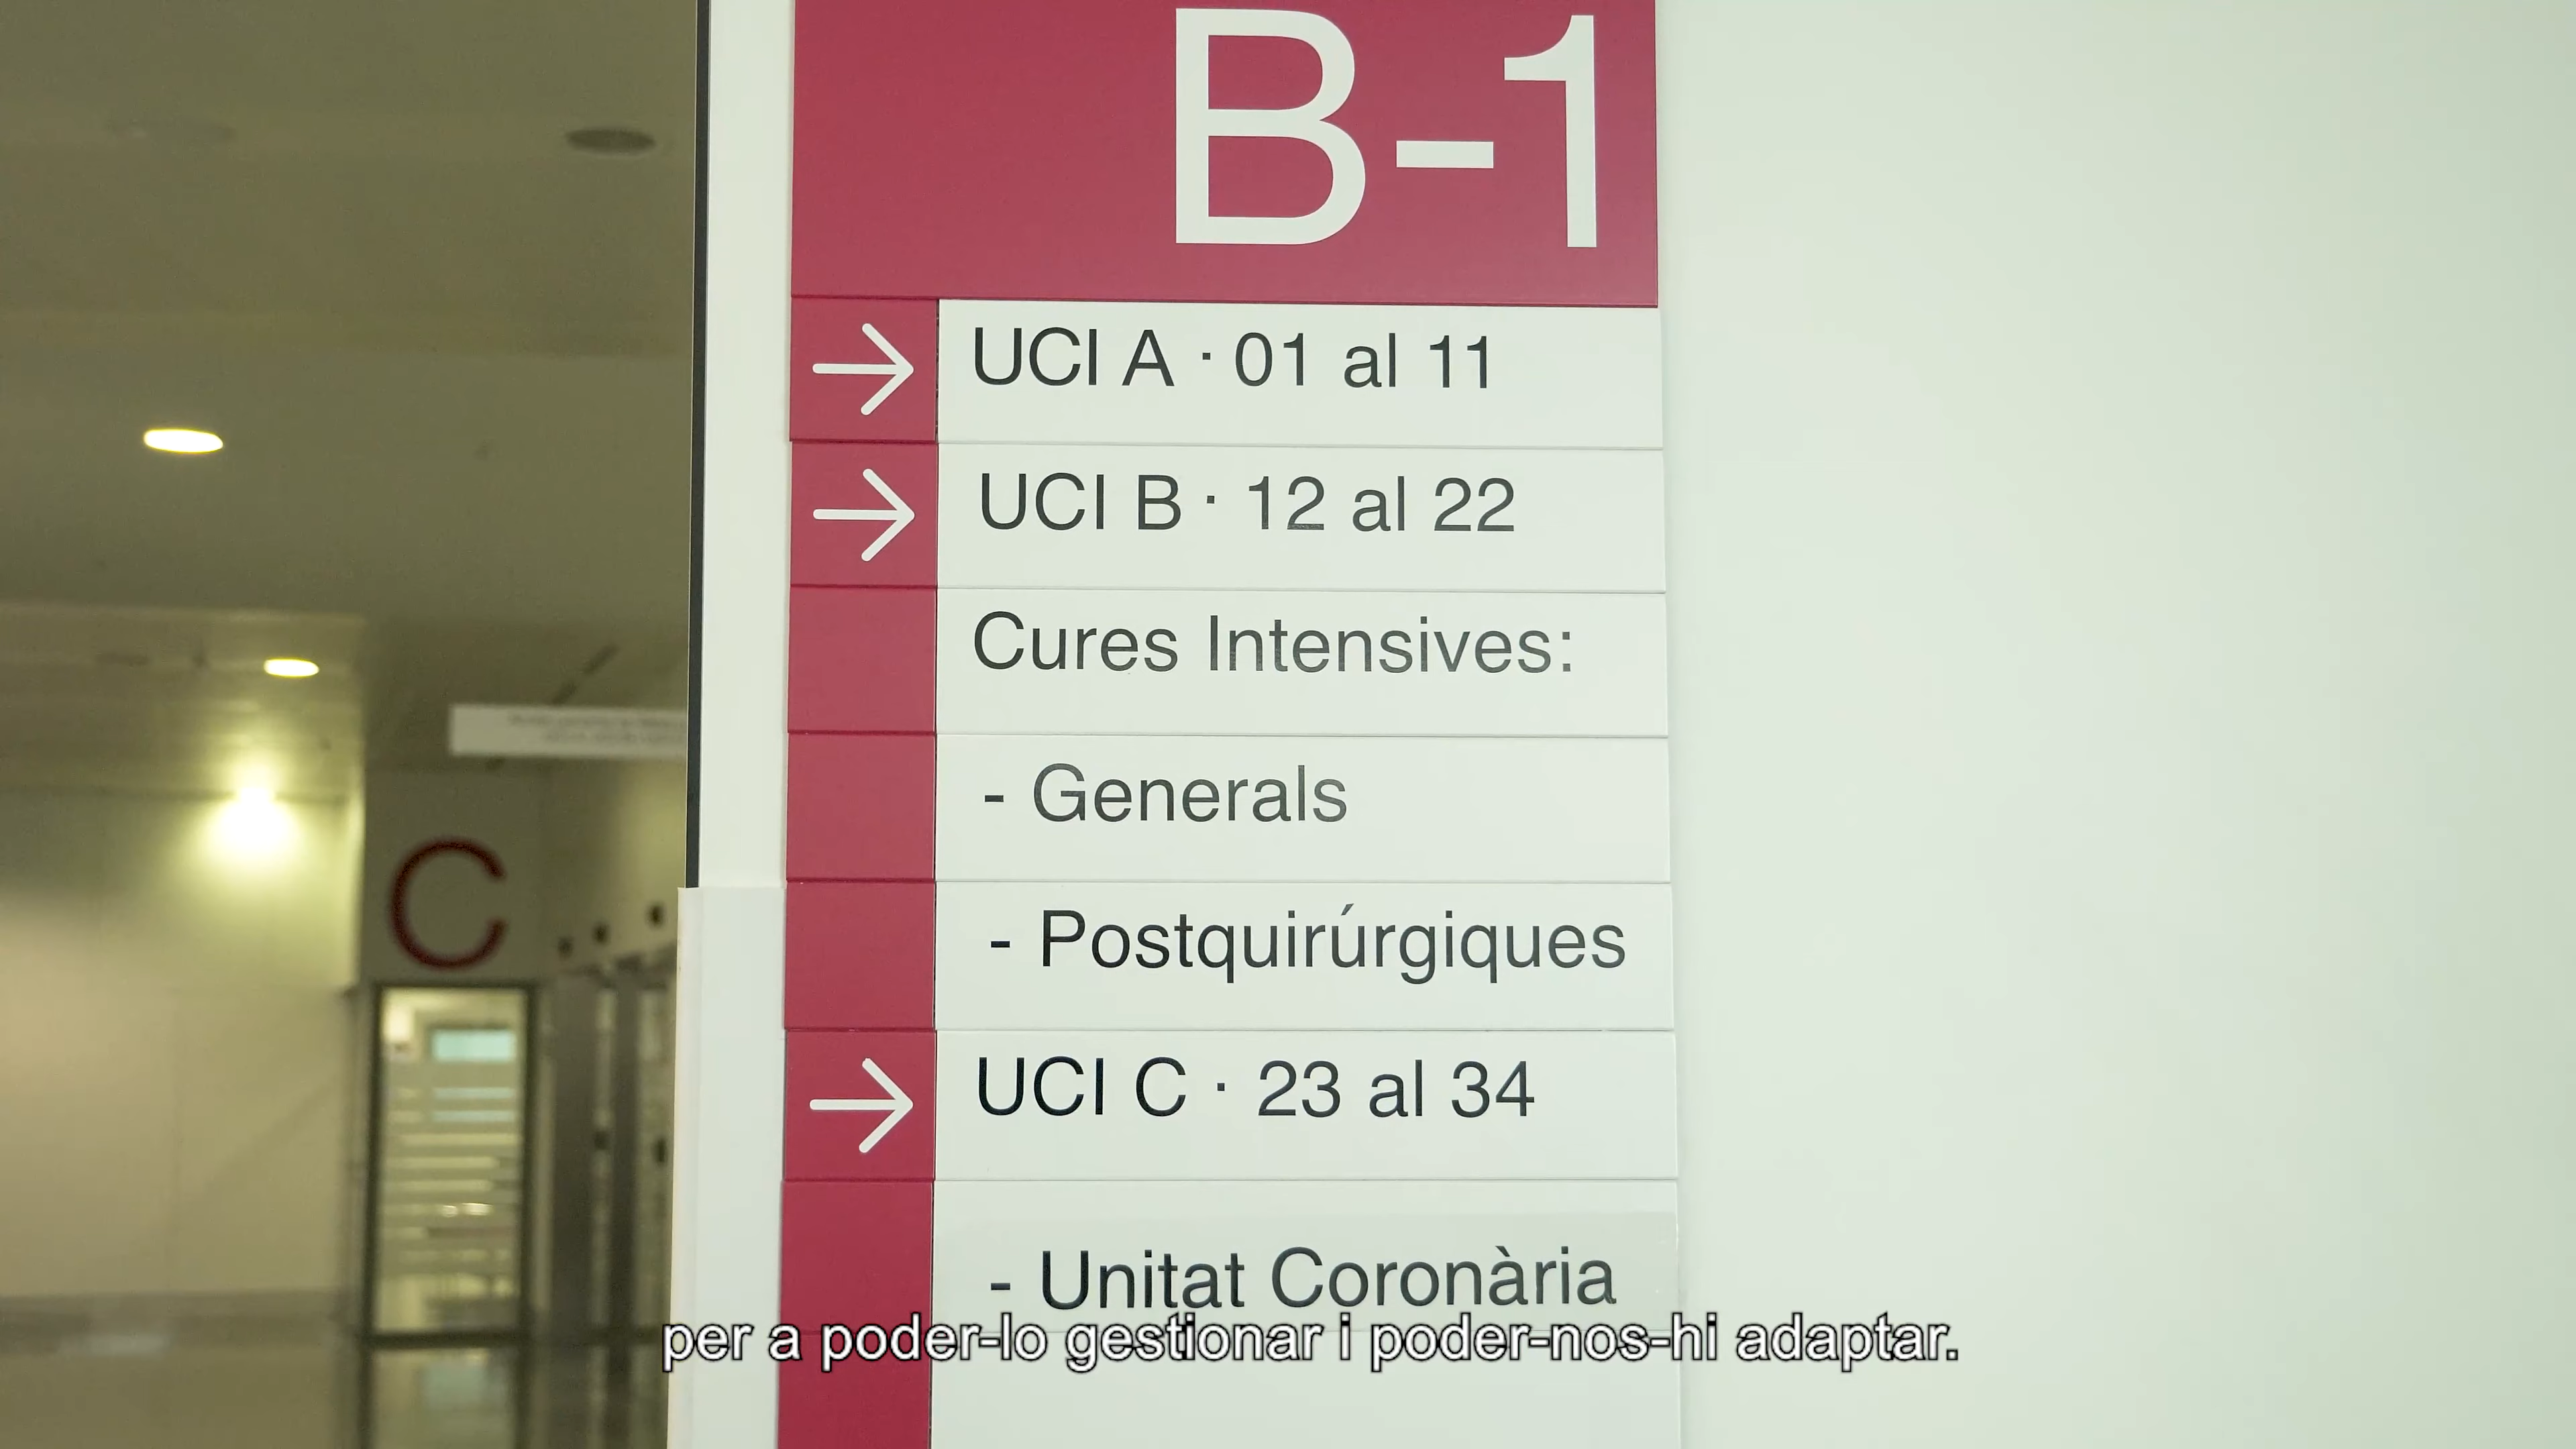 B-1
UCI A · 01 al 11
UCI B · 12 al 22
Cures Intensives:
- Generals
- Postquirúrgiques
UCI C · 23 al 34
- Unitat Coronària
C
per a poder-lo gestionar i poder-nos-hi adaptar.